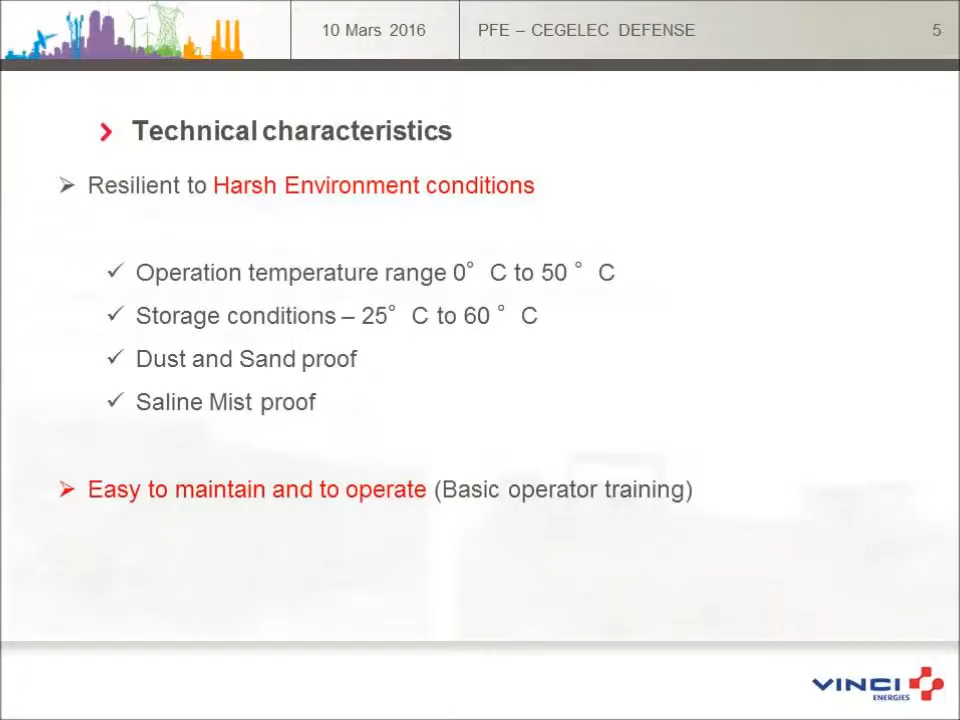 10 Mars 2016
PFE – CEGELEC DEFENSE
5
Technical characteristics
Resilient to Harsh Environment conditions
Operation temperature range 0° C to 50 ° C
Storage conditions – 25° C to 60 ° C
Dust and Sand proof
Saline Mist proof
Easy to maintain and to operate (Basic operator training)
VINCI
ENERGIES